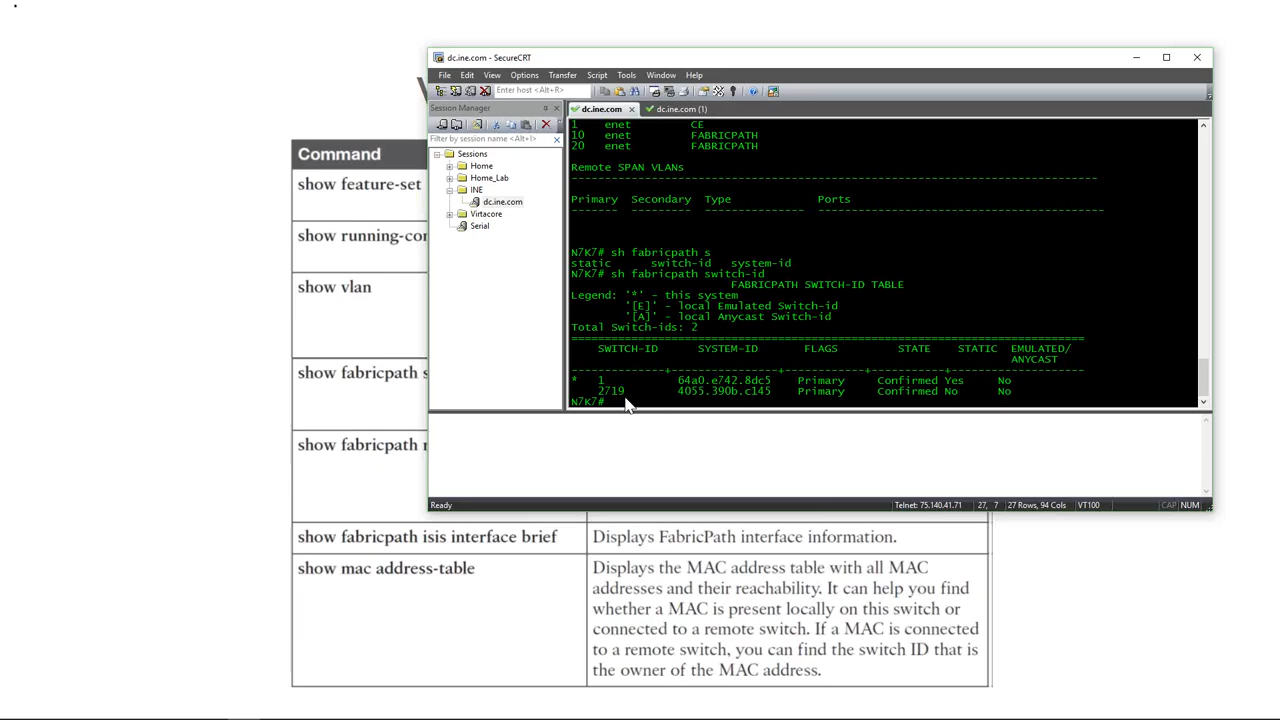 dc.ine.com - SecureCRT
File Edit View Options Transfer Script Tools Window Help
Enter host <Alt+R>
Session Manager
dc.ine.com
dc.ine.com (1)
Filter by session name <Alt+I>
Sessions
Home
Home_Lab
INE
dc.ine.com
Virtacore
Serial
1 enet CE
10 enet FABRICPATH
20 enet FABRICPATH
Remote SPAN VLANs
-------------------------------------------------------------------------------
Primary Secondary Type Ports
------- --------- --------------- -------------------------------------------
N7K7# sh fabricpath s
static switch-id system-id
N7K7# sh fabricpath switch-id
FABRICPATH SWITCH-ID TABLE
Legend: '*' - this system
'[E]' - local Emulated Switch-id
'[A]' - local Anycast Switch-id
Total Switch-ids: 2
=============================================================================
SWITCH-ID SYSTEM-ID FLAGS STATE STATIC EMULATED/
ANYCAST
--------------+----------------+------------+-----------+--------------------
* 1 64a0.e742.8dc5 Primary Confirmed Yes No
2719 4055.390b.c145 Primary Confirmed No No
N7K7#
Ready
Telnet: 75.140.41.71 27, 7 27 Rows, 94 Cols VT100 CAP NUM
Command
show feature-set
show running-con
show vlan
show fabricpath s
show fabricpath
show fabricpath isis interface brief
Displays FabricPath interface information.
show mac address-table
Displays the MAC address table with all MAC
addresses and their reachability. It can help you find
whether a MAC is present locally on this switch or
connected to a remote switch. If a MAC is connected
to a remote switch, you can find the switch ID that is
the owner of the MAC address.